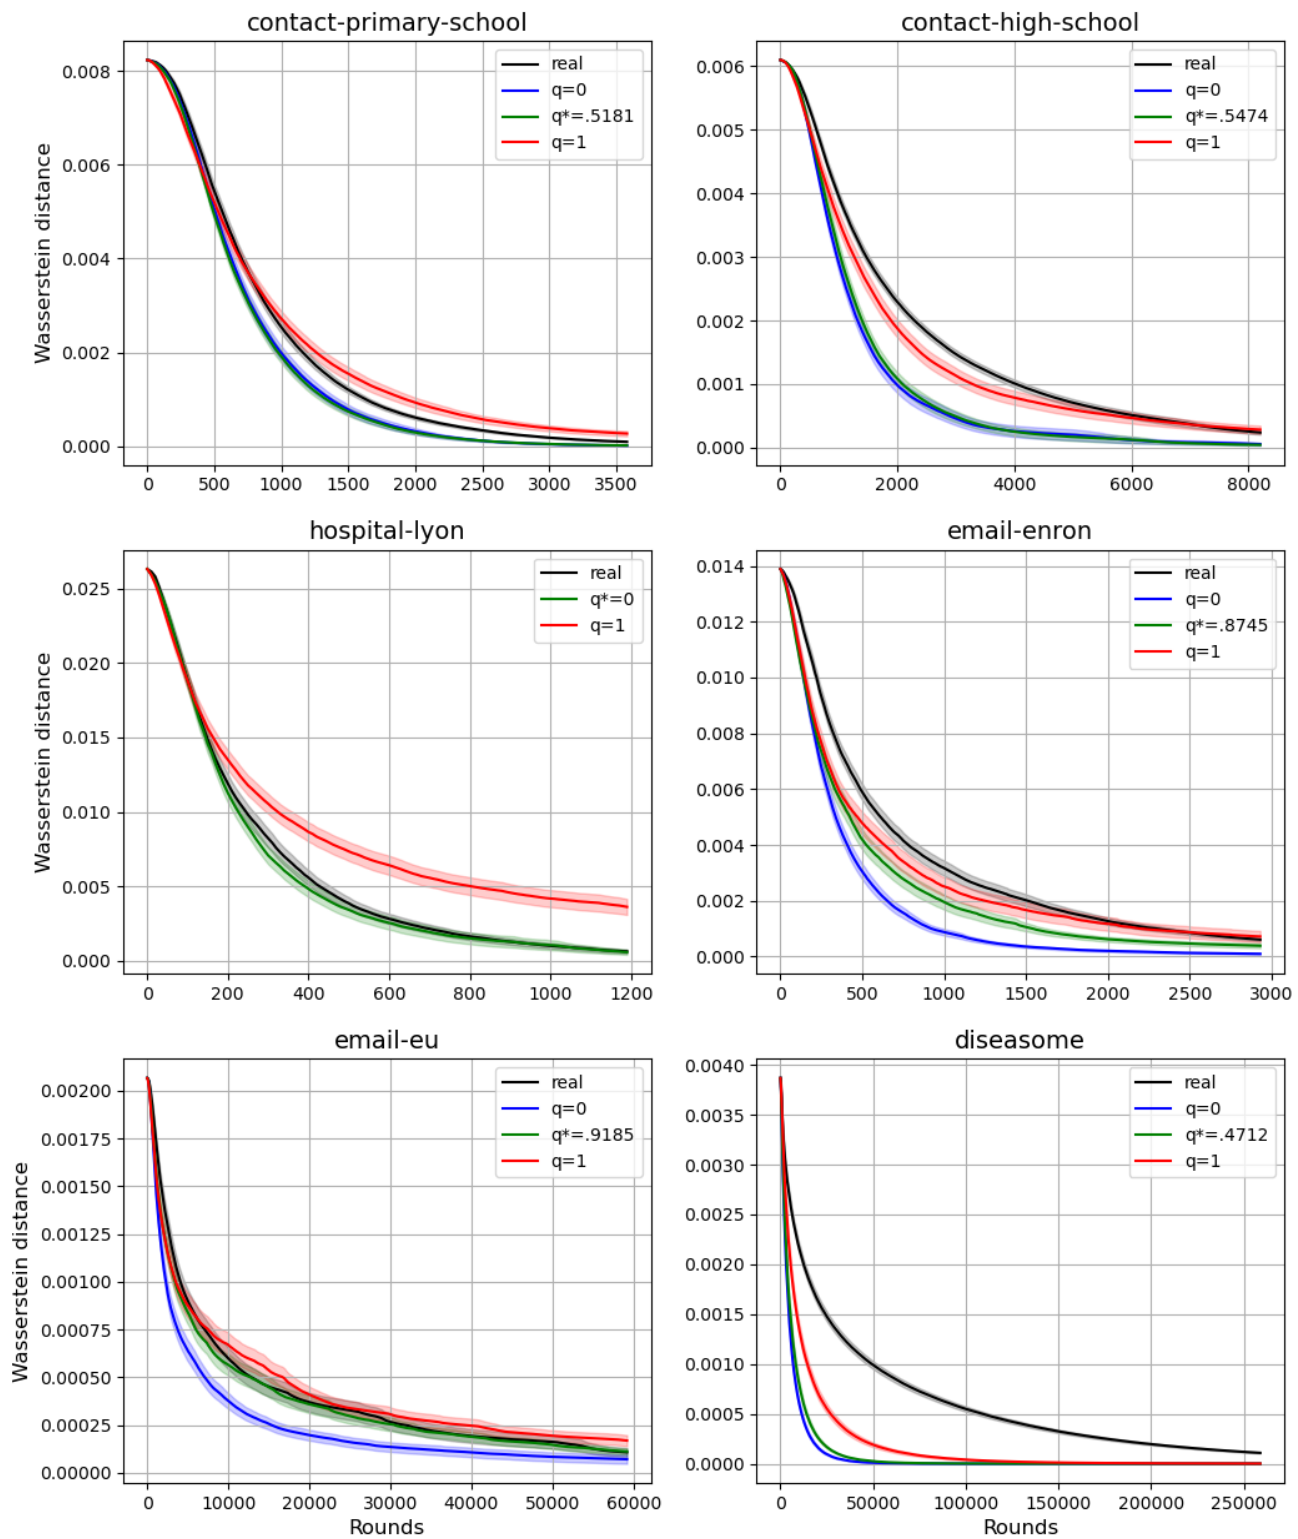 contact-primary-school
Wasserstein distance
0.008
0.006
0.004
0.002
0.000
real
q=0
q*=.5181
q=1
0 500 1000 1500 2000 2500 3000 3500
contact-high-school
0.006
0.005
0.004
0.003
0.002
0.001
0.000
real
q=0
q*=.5474
q=1
0 2000 4000 6000 8000
hospital-lyon
Wasserstein distance
0.025
0.020
0.015
0.010
0.005
0.000
real
q*=0
q=1
0 200 400 600 800 1000 1200
email-enron
0.014
0.012
0.010
0.008
0.006
0.004
0.002
0.000
real
q=0
q*=.8745
q=1
0 500 1000 1500 2000 2500 3000
email-eu
Wasserstein distance
0.00200
0.00175
0.00150
0.00125
0.00100
0.00075
0.00050
0.00025
0.00000
real
q=0
q*=.9185
q=1
0 10000 20000 30000 40000 50000 60000
Rounds
diseasome
0.0040
0.0035
0.0030
0.0025
0.0020
0.0015
0.0010
0.0005
0.0000
real
q=0
q*=.4712
q=1
0 50000 100000 150000 200000 250000
Rounds